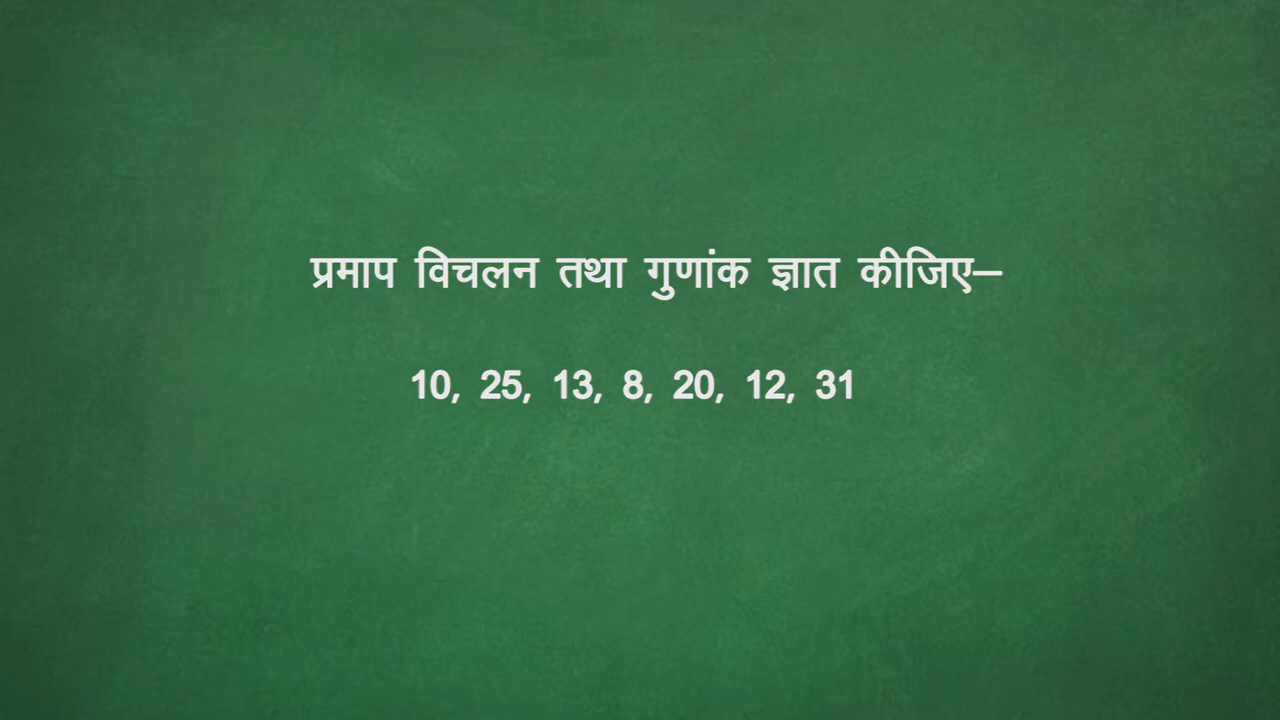 प्रमाप विचलन तथा गुणांक ज्ञात कीजिए–
10, 25, 13, 8, 20, 12, 31